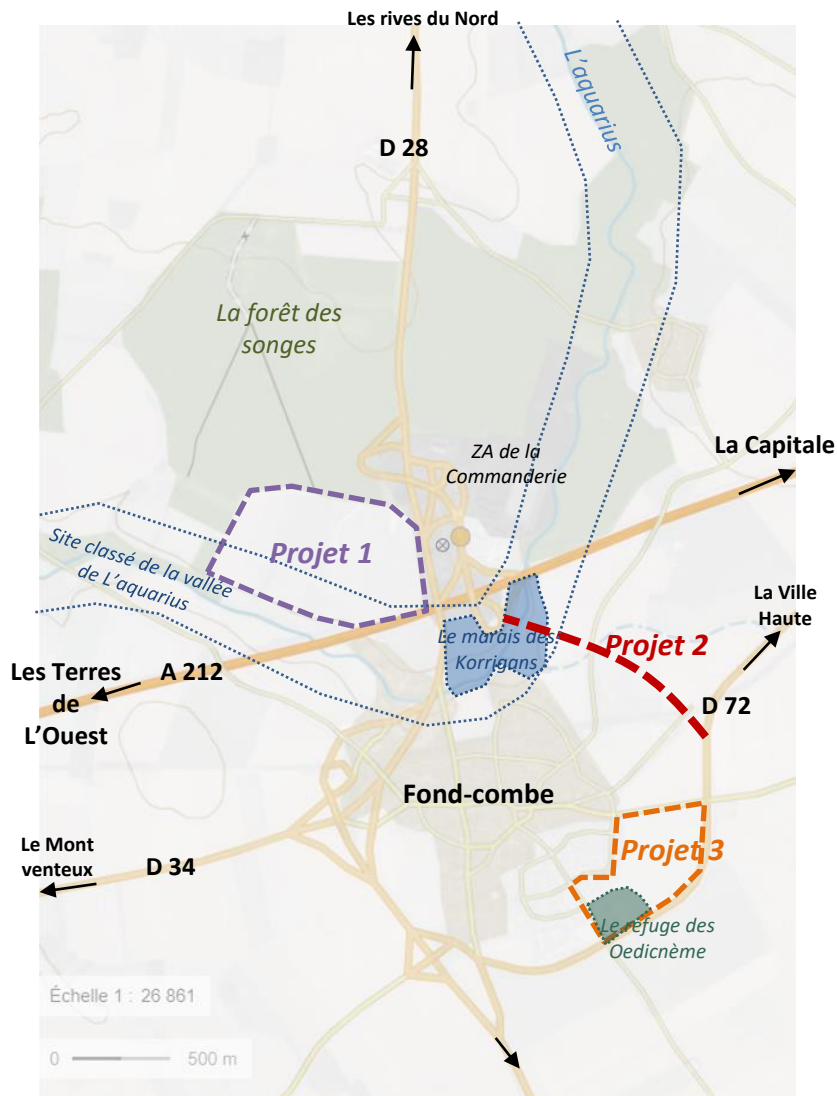 Les rives du Nord
L'aquarius
D 28
La forêt des
songes
La Capitale
ZA de la
Commanderie
Projet 1
Site classé de la vallée
de L'aquarius
La Ville
Haute
Le marais des
Korrigans
Projet 2
A 212
Les Terres
de
L'Ouest
D 72
Fond-combe
Le Mont
venteux
D 34
Projet 3
Le refuge des
Oedicnème
Échelle 1 : 26 861
0
500 m